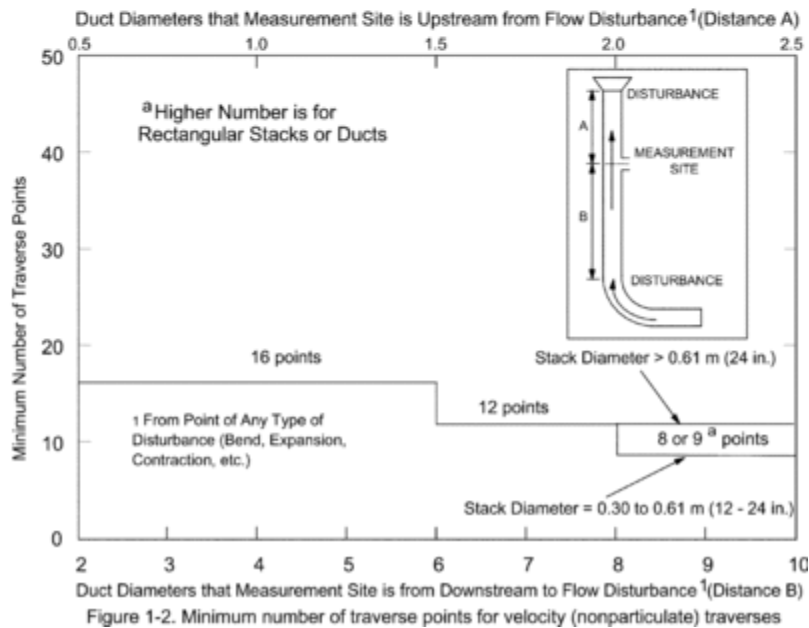 Duct Diameters that Measurement Site is Upstream from Flow Disturbance1(Distance A)
0.5 1.0 1.5 2.0 2.5
50
40
30
20
10
0
Minimum Number of Traverse Points
a Higher Number is for
Rectangular Stacks or Ducts
DISTURBANCE
A
MEASUREMENT
SITE
B
DISTURBANCE
16 points
Stack Diameter > 0.61 m (24 in.)
12 points
1 From Point of Any Type of
Disturbance (Bend, Expansion,
Contraction, etc.)
8 or 9 a points
Stack Diameter = 0.30 to 0.61 m (12 - 24 in.)
2 3 4 5 6 7 8 9 10
Duct Diameters that Measurement Site is from Downstream to Flow Disturbance1(Distance B)
Figure 1-2. Minimum number of traverse points for velocity (nonparticulate) traverses